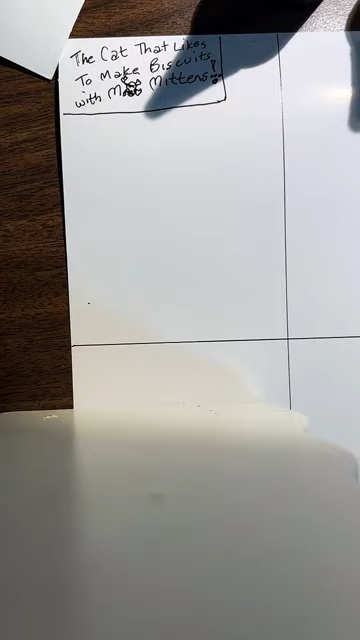 The Cat That Likes
To Make Biscuits
with Mittens!!